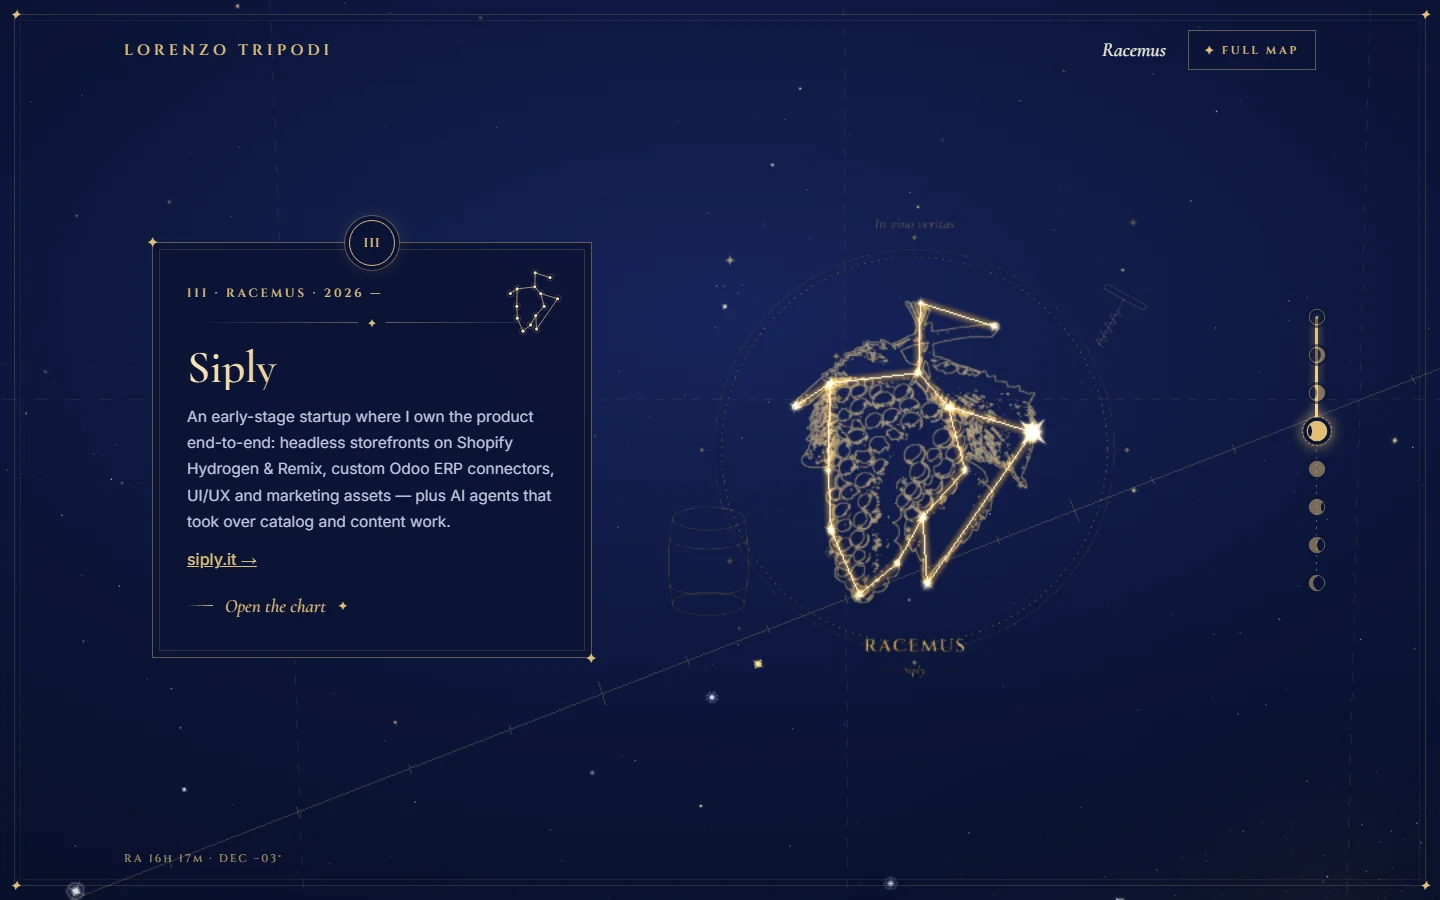 LORENZO TRIPODI
Racemus
✦ FULL MAP
In vino veritas
III
III · RACEMUS · 2026 —
Siply
An early-stage startup where I own the product
end-to-end: headless storefronts on Shopify
Hydrogen & Remix, custom Odoo ERP connectors,
UI/UX and marketing assets — plus AI agents that
took over catalog and content work.
siply.it →
Open the chart ✦
RACEMUS
Siply
RA 16H 17M · DEC −03°